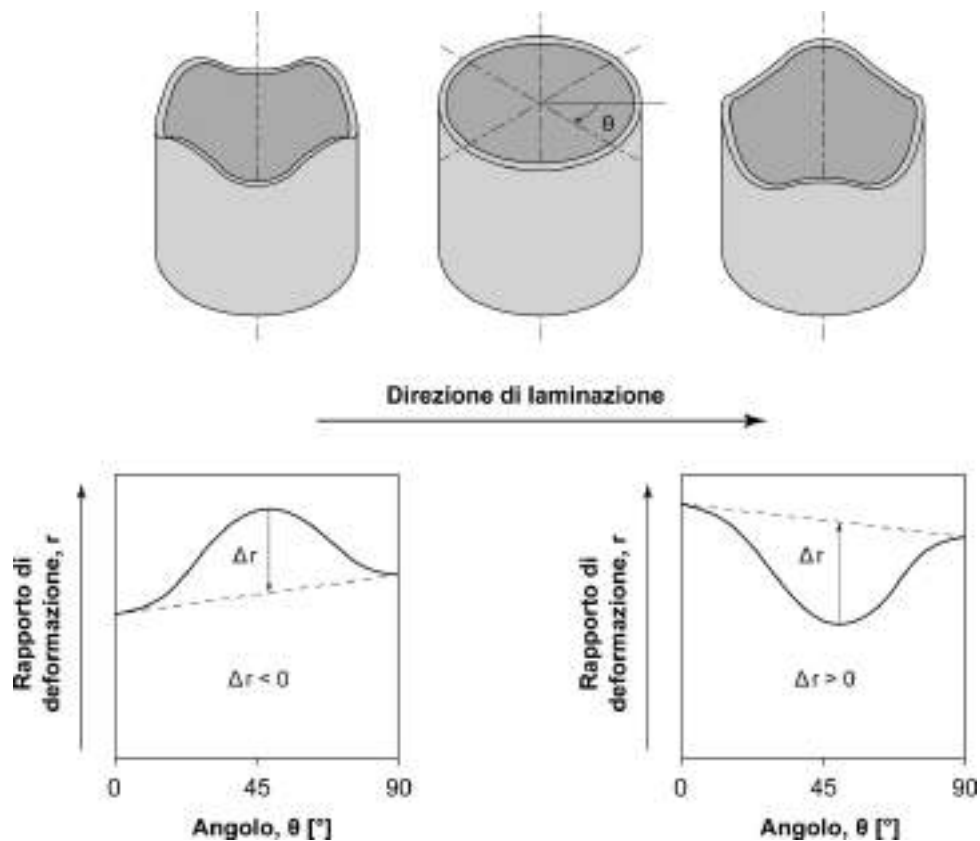 θ
Direzione di laminazione
Rapporto di
deformazione, r
Δr
Δr < 0
0
45
90
Angolo, θ [°]
Rapporto di
deformazione, r
Δr
Δr > 0
0
45
90
Angolo, θ [°]